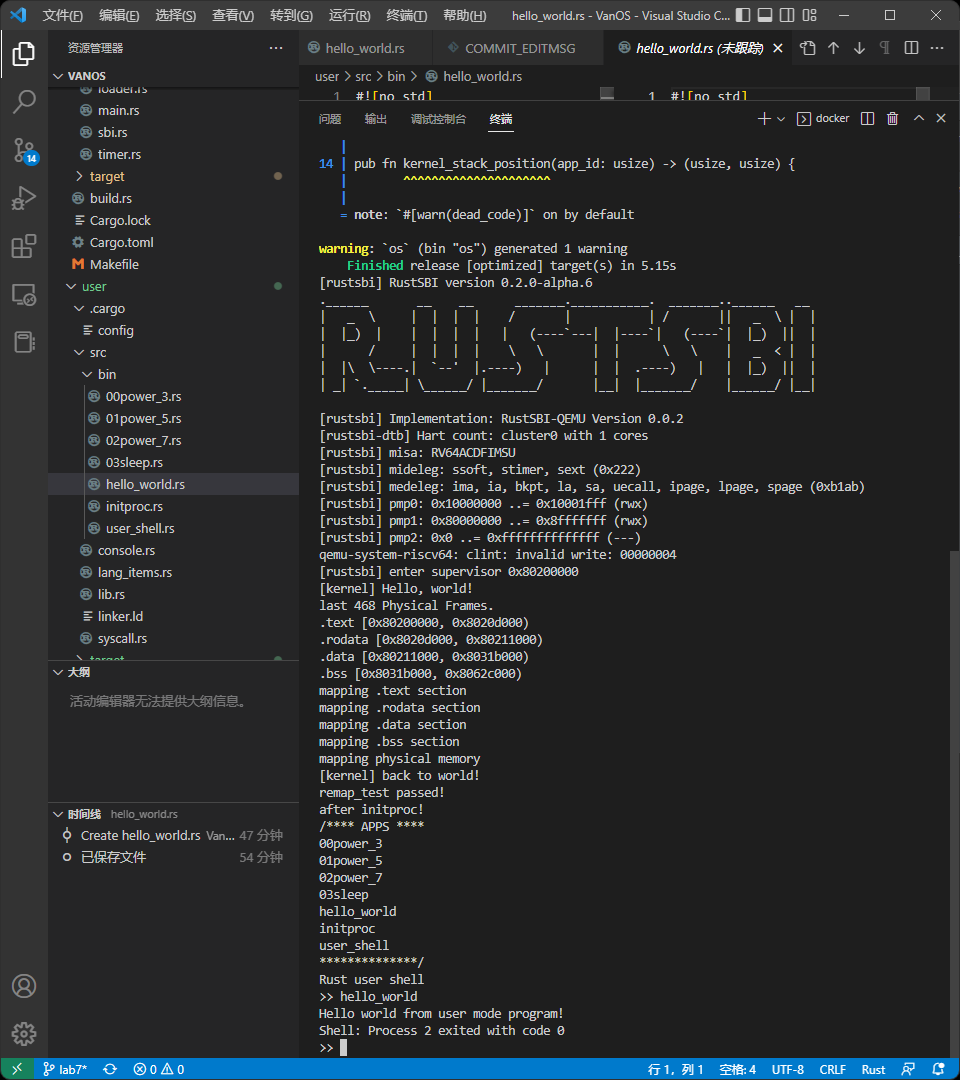 文件(F) 编辑(E) 选择(S) 查看(V) 转到(G) 运行(R) 终端(T) 帮助(H) hello_world.rs - VanOS - Visual Studio C...
资源管理器
VANOS
loader.rs
main.rs
sbi.rs
timer.rs
target
build.rs
Cargo.lock
Cargo.toml
Makefile
user
.cargo
config
src
bin
00power_3.rs
01power_5.rs
02power_7.rs
03sleep.rs
hello_world.rs
initproc.rs
user_shell.rs
console.rs
lang_items.rs
lib.rs
linker.ld
syscall.rs
target
大纲
活动编辑器无法提供大纲信息。
时间线 hello_world.rs
Create hello_world.rs Van... 47 分钟
已保存文件 54 分钟
14
hello_world.rs COMMIT_EDITMSG hello_world.rs (未跟踪)
user > src > bin > hello_world.rs
1 #![no_std] 1 #![no_std]
问题 输出 调试控制台 终端 docker
|
14 | pub fn kernel_stack_position(app_id: usize) -> (usize, usize) {
| ^^^^^^^^^^^^^^^^^^^^^
|
= note: `#[warn(dead_code)]` on by default
warning: `os` (bin "os") generated 1 warning
Finished release [optimized] target(s) in 5.15s
[rustsbi] RustSBI version 0.2.0-alpha.6
.______       __    __      _______.___________.  _______..______   __
|   _  \     |  |  |  |    /       |           | /       ||   _  \ |  |
|  |_)  |    |  |  |  |   |   (----`---|  |----`|   (----`|  |_)  ||  |
|      /     |  |  |  |    \   \       |  |      \   \    |   _  < |  |
|  |\  \----.|  `--'  |.----)   |      |  |  .----)   |   |  |_)  ||  |
| _| `._____| \______/ |_______/       |__|  |_______/    |______/ |__|
[rustsbi] Implementation: RustSBI-QEMU Version 0.0.2
[rustsbi-dtb] Hart count: cluster0 with 1 cores
[rustsbi] misa: RV64ACDFIMSU
[rustsbi] mideleg: ssoft, stimer, sext (0x222)
[rustsbi] medeleg: ima, ia, bkpt, la, sa, uecall, ipage, lpage, spage (0xb1ab)
[rustsbi] pmp0: 0x10000000 ..= 0x10001fff (rwx)
[rustsbi] pmp1: 0x80000000 ..= 0x8fffffff (rwx)
[rustsbi] pmp2: 0x0 ..= 0xffffffffffffff (---)
qemu-system-riscv64: clint: invalid write: 00000004
[rustsbi] enter supervisor 0x80200000
[kernel] Hello, world!
last 468 Physical Frames.
.text [0x80200000, 0x8020d000)
.rodata [0x8020d000, 0x80211000)
.data [0x80211000, 0x8031b000)
.bss [0x8031b000, 0x8062c000)
mapping .text section
mapping .rodata section
mapping .data section
mapping .bss section
mapping physical memory
[kernel] back to world!
remap_test passed!
after initproc!
/**** APPS ****
00power_3
01power_5
02power_7
03sleep
hello_world
initproc
user_shell
**************/
Rust user shell
>> hello_world
Hello world from user mode program!
Shell: Process 2 exited with code 0
>>
lab7* 0 0 行 1，列 1 空格: 4 UTF-8 CRLF Rust